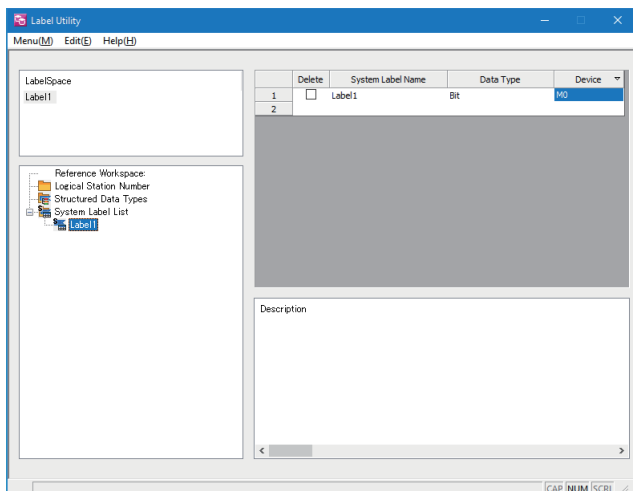 Label Utility
Menu(M) Edit(E) Help(H)
LabelSpace
Label1
Reference Workspace:
Logical Station Number
Structured Data Types
System Label List
Label1
Delete System Label Name Data Type Device
1 Label1 Bit M0
2
Description
CAP NUM SCRL